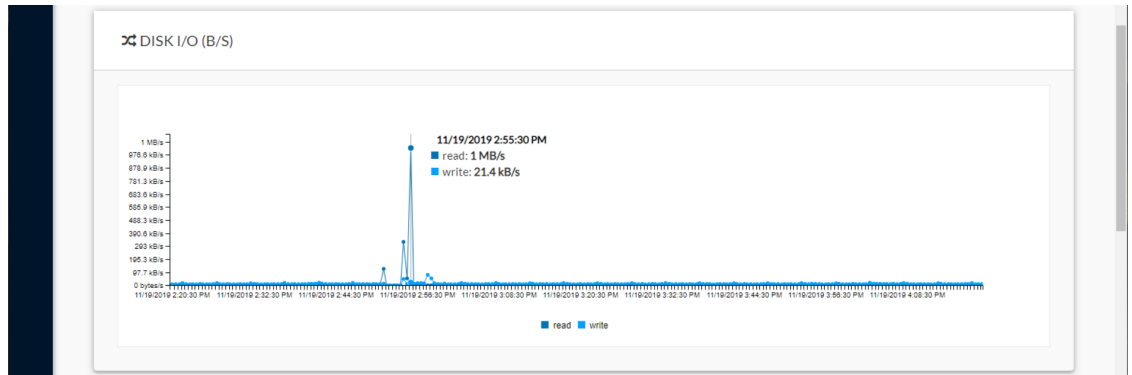 DISK I/O (B/S)
11/19/2019 2:55:30 PM
read: 1 MB/s
write: 21.4 kB/s
1 MB/s
976.6 kB/s
878.9 kB/s
781.3 kB/s
683.6 kB/s
585.9 kB/s
488.3 kB/s
390.6 kB/s
293 kB/s
195.3 kB/s
97.7 kB/s
0 bytes/s
11/19/2019 2:20:30 PM 11/19/2019 2:32:30 PM 11/19/2019 2:44:30 PM 11/19/2019 2:56:30 PM 11/19/2019 3:08:30 PM 11/19/2019 3:20:30 PM 11/19/2019 3:32:30 PM 11/19/2019 3:44:30 PM 11/19/2019 3:56:30 PM 11/19/2019 4:08:30 PM
read write